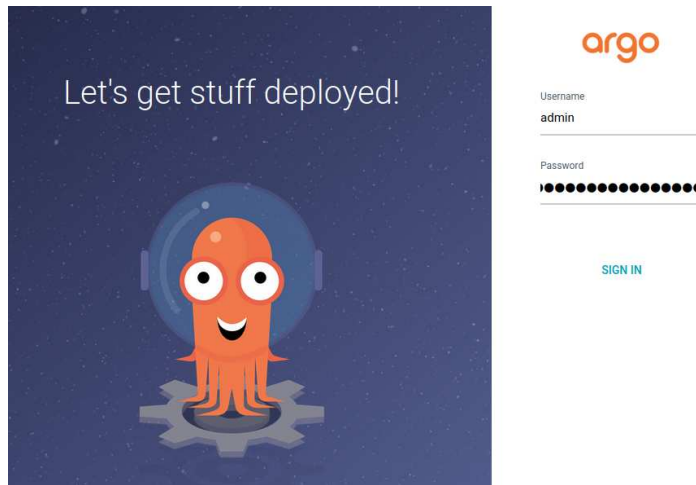 Let's get stuff deployed!
argo
Username
admin
Password
SIGN IN